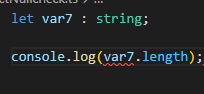 let var7 : string;
console.log(var7.length);